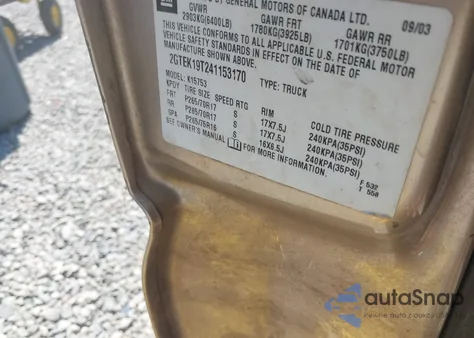 BY GENERAL MOTORS OF CANADA LTD.
09/03
GVWR GAWR FRT GAWR RR
2903KG(6400LB) 1780KG(3925LB) 1701KG(3750LB)
THIS VEHICLE CONFORMS TO ALL APPLICABLE U.S. FEDERAL MOTOR
VEHICLE SAFETY STANDARDS IN EFFECT ON THE DATE OF
MANUFACTURE SHOWN ABOVE.
2GTEK19T241153170 TYPE: TRUCK
MODEL: K15753
TIRE SIZE SPEED RTG RIM COLD TIRE PRESSURE
FRT P265/70R17 S 17X7.5J 240KPA(35PSI)
RR P265/70R17 S 17X7.5J 240KPA(35PSI)
SPA S 16X6.5J 240KPA(35PSI)
SEE OWNER'S MANUAL FOR MORE INFORMATION.
F 532
T 558
autoSnap